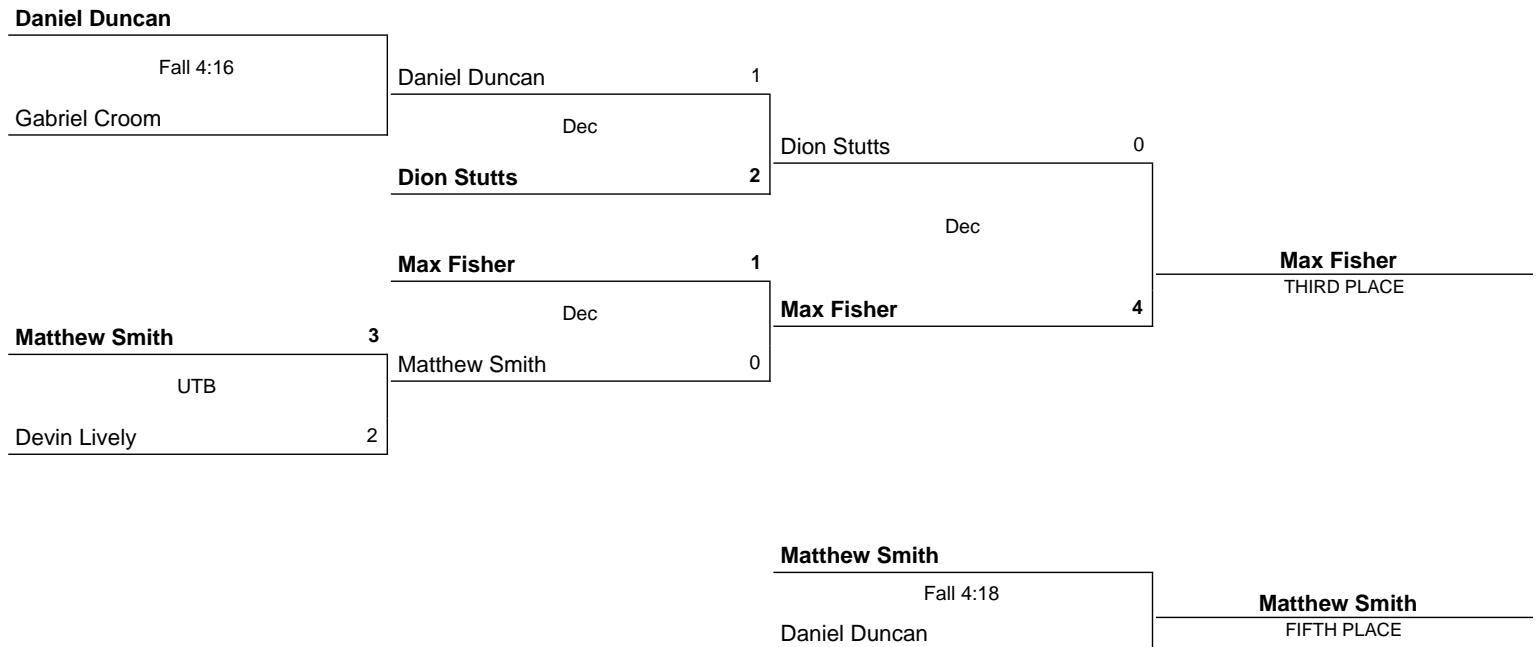 Daniel Duncan
Fall 4:16
Gabriel Croom
Daniel Duncan 1
Dec
Dion Stutts 2
Dion Stutts 0
Dec
Max Fisher 4
Max Fisher
THIRD PLACE
Max Fisher 1
Dec
Matthew Smith 0
Matthew Smith 3
UTB
Devin Lively 2
Matthew Smith
Fall 4:18
Daniel Duncan
Matthew Smith
FIFTH PLACE